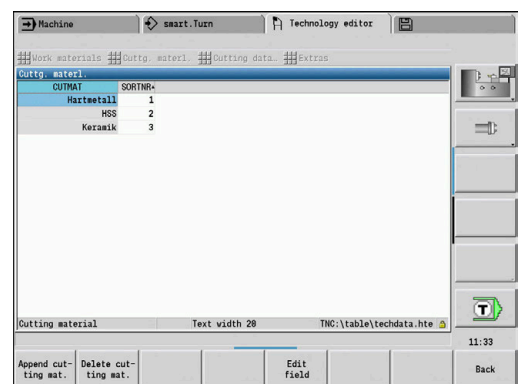 Machine
smart.Turn
Technology editor
Work materials
Cuttg. materl.
Cutting data…
Extras
Cuttg. materl.
CUTMAT SORTNR
Hartmetall 1
HSS 2
Keramik 3
Cutting material
Text width 20
TNC:\table\techdata.hte
T
11:33
Append cut-
ting mat.
Delete cut-
ting mat.
Edit
field
Back